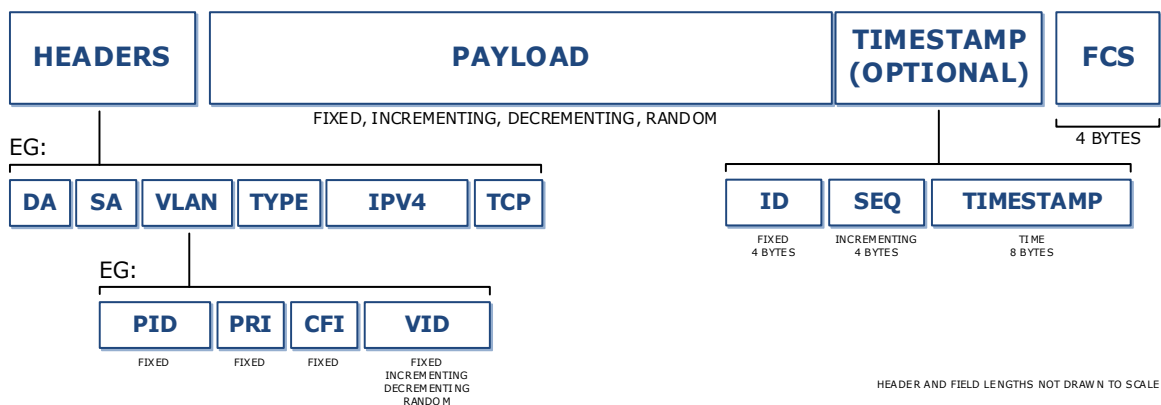 HEADERS
PAYLOAD
TIMESTAMP
(OPTIONAL)
FCS
FIXED, INCREMENTING, DECREMENTING, RANDOM
4 BYTES
EG:
DA
SA
VLAN
TYPE
IPV4
TCP
ID
SEQ
TIMESTAMP
FIXED
4 BYTES
INCREMENTING
4 BYTES
TIME
8 BYTES
EG:
PID
PRI
CFI
VID
FIXED
FIXED
FIXED
FIXED
INCREMENTING
DECREMENTING
RANDOM
HEADER AND FIELD LENGTHS NOT DRAWN TO SCALE